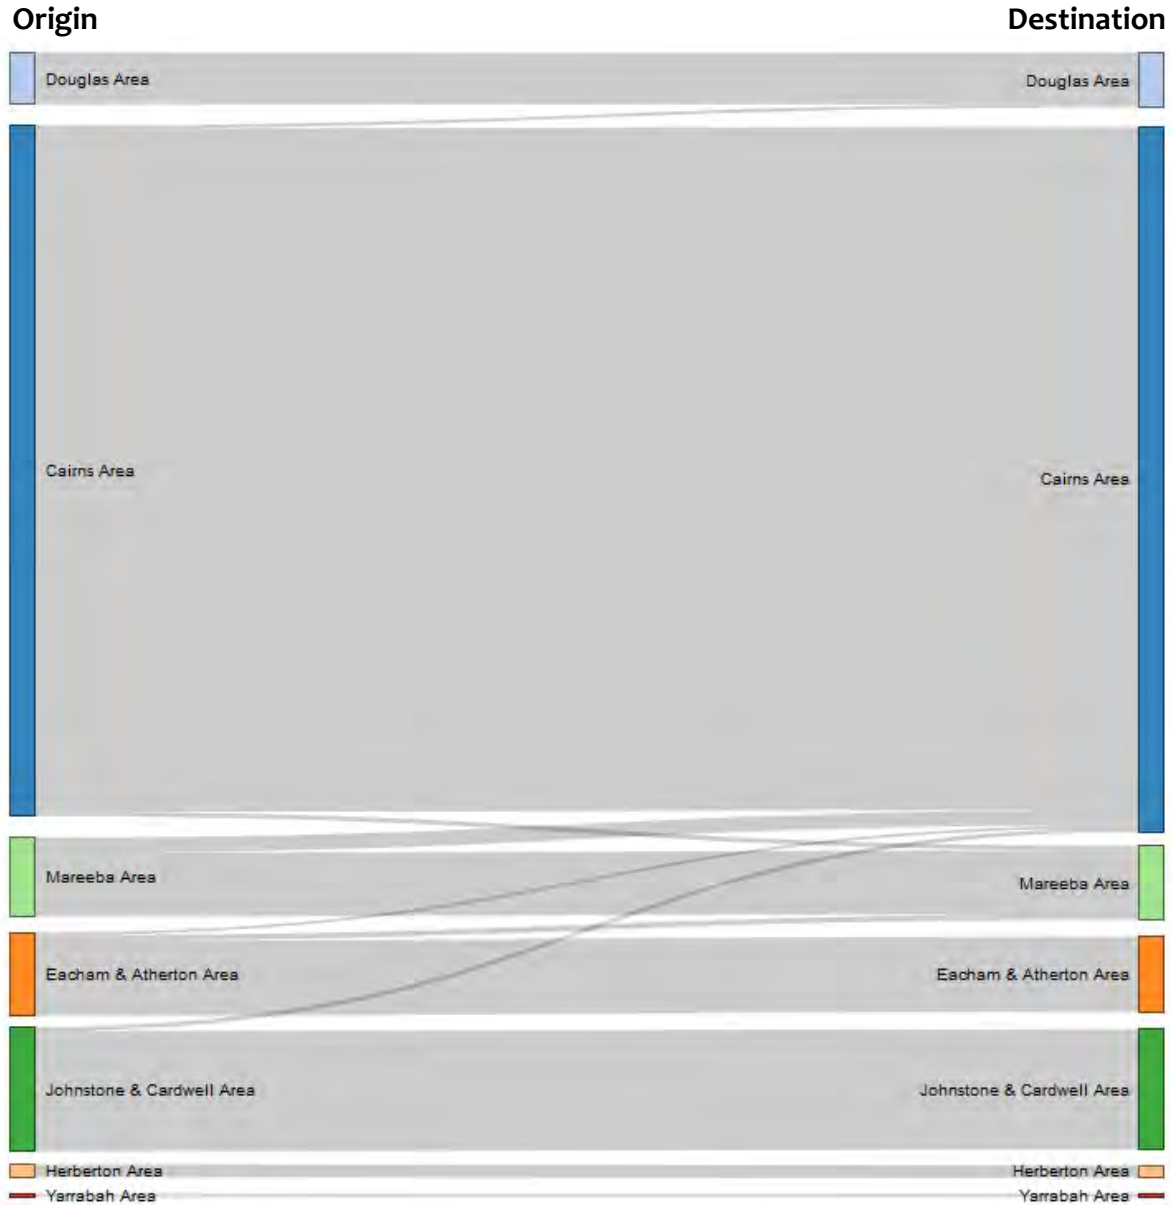 Origin Destination
Douglas Area Douglas Area
Cairns Area Cairns Area
Mareeba Area Mareeba Area
Eacham & Atherton Area Eacham & Atherton Area
Johnstone & Cardwell Area Johnstone & Cardwell Area
Herberton Area Herberton Area
Yarrabah Area Yarrabah Area